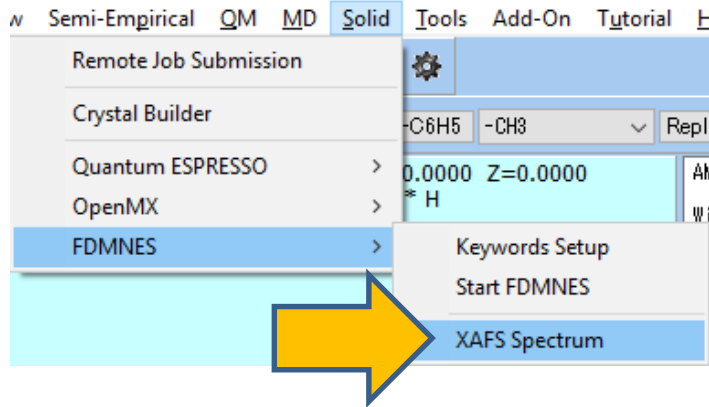 Semi-Empirical QM MD Solid Tools Add-On Tutorial
Remote Job Submission
Crystal Builder
-C6H5 -CH3
Quantum ESPRESSO
0.0000 Z=0.0000
* H
OpenMX
FDMNES
Keywords Setup
Start FDMNES
XAFS Spectrum